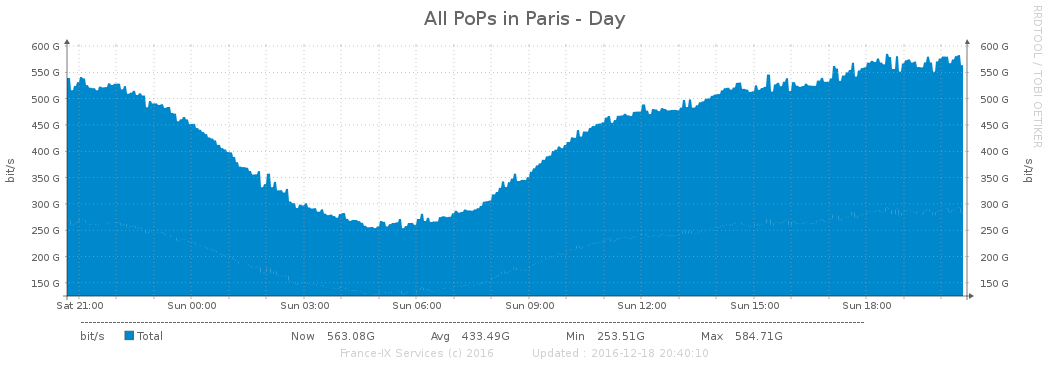 All PoPs in Paris - Day
RRDTOOL / TOBI OETIKER
600 G 600 G
550 G 550 G
500 G 500 G
450 G 450 G
400 G 400 G
350 G 350 G
300 G 300 G
250 G 250 G
200 G 200 G
150 G 150 G
bit/s bit/s
Sat 21:00 Sun 00:00 Sun 03:00 Sun 06:00 Sun 09:00 Sun 12:00 Sun 15:00 Sun 18:00
bit/s Total Now 563.08G Avg 433.49G Min 253.51G Max 584.71G
France-IX Services (c) 2016 Updated : 2016-12-18 20:40:10